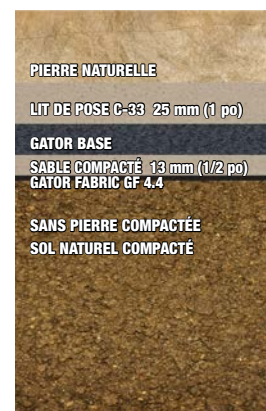 PIERRE NATURELLE
LIT DE POSE C-33 25 mm (1 po)
GATOR BASE
SABLE COMPACTÉ 13 mm (1/2 po)
GATOR FABRIC GF 4.4
SANS PIERRE COMPACTÉE
SOL NATUREL COMPACTÉ